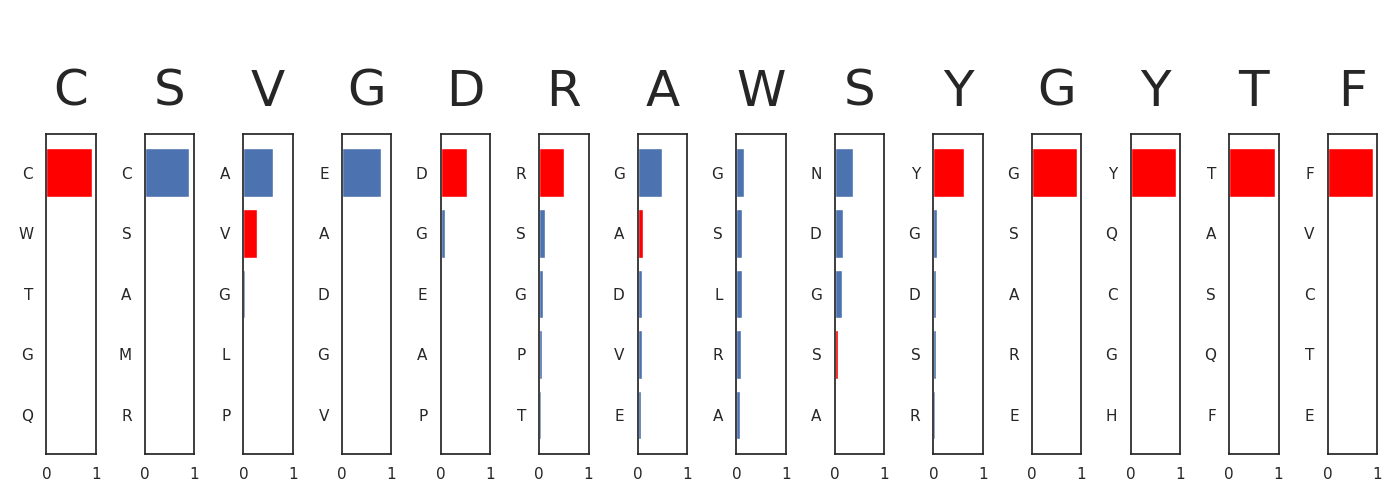 C S V G D R A W S Y G Y T F
C C A E D R G G N Y G Y T F
W S V A G S A S D G S Q A V
T A G D E G D L G D A C S C
G M L G A P V R S S R G Q T
Q R P V P T E A A R E H F E
0 1 0 1 0 1 0 1 0 1 0 1 0 1 0 1 0 1 0 1 0 1 0 1 0 1 0 1